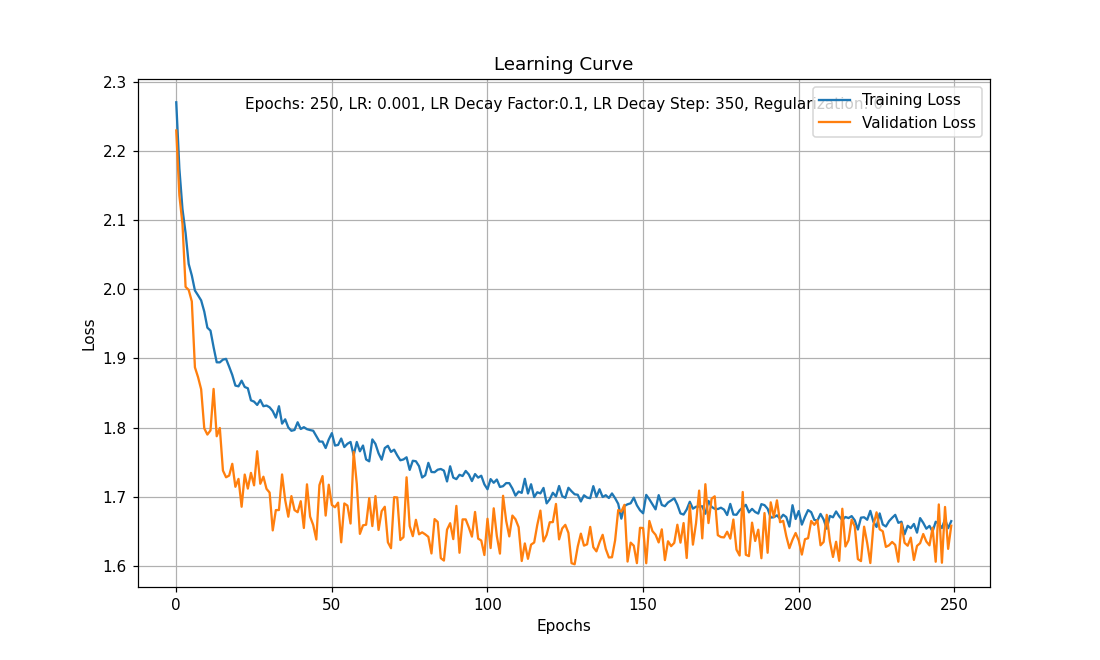 Learning Curve
Epochs: 250, LR: 0.001, LR Decay Factor:0.1, LR Decay Step: 350, Regularization: 0
Training Loss
Validation Loss
2.3
2.2
2.1
2.0
1.9
1.8
1.7
1.6
Loss
0 50 100 150 200 250
Epochs